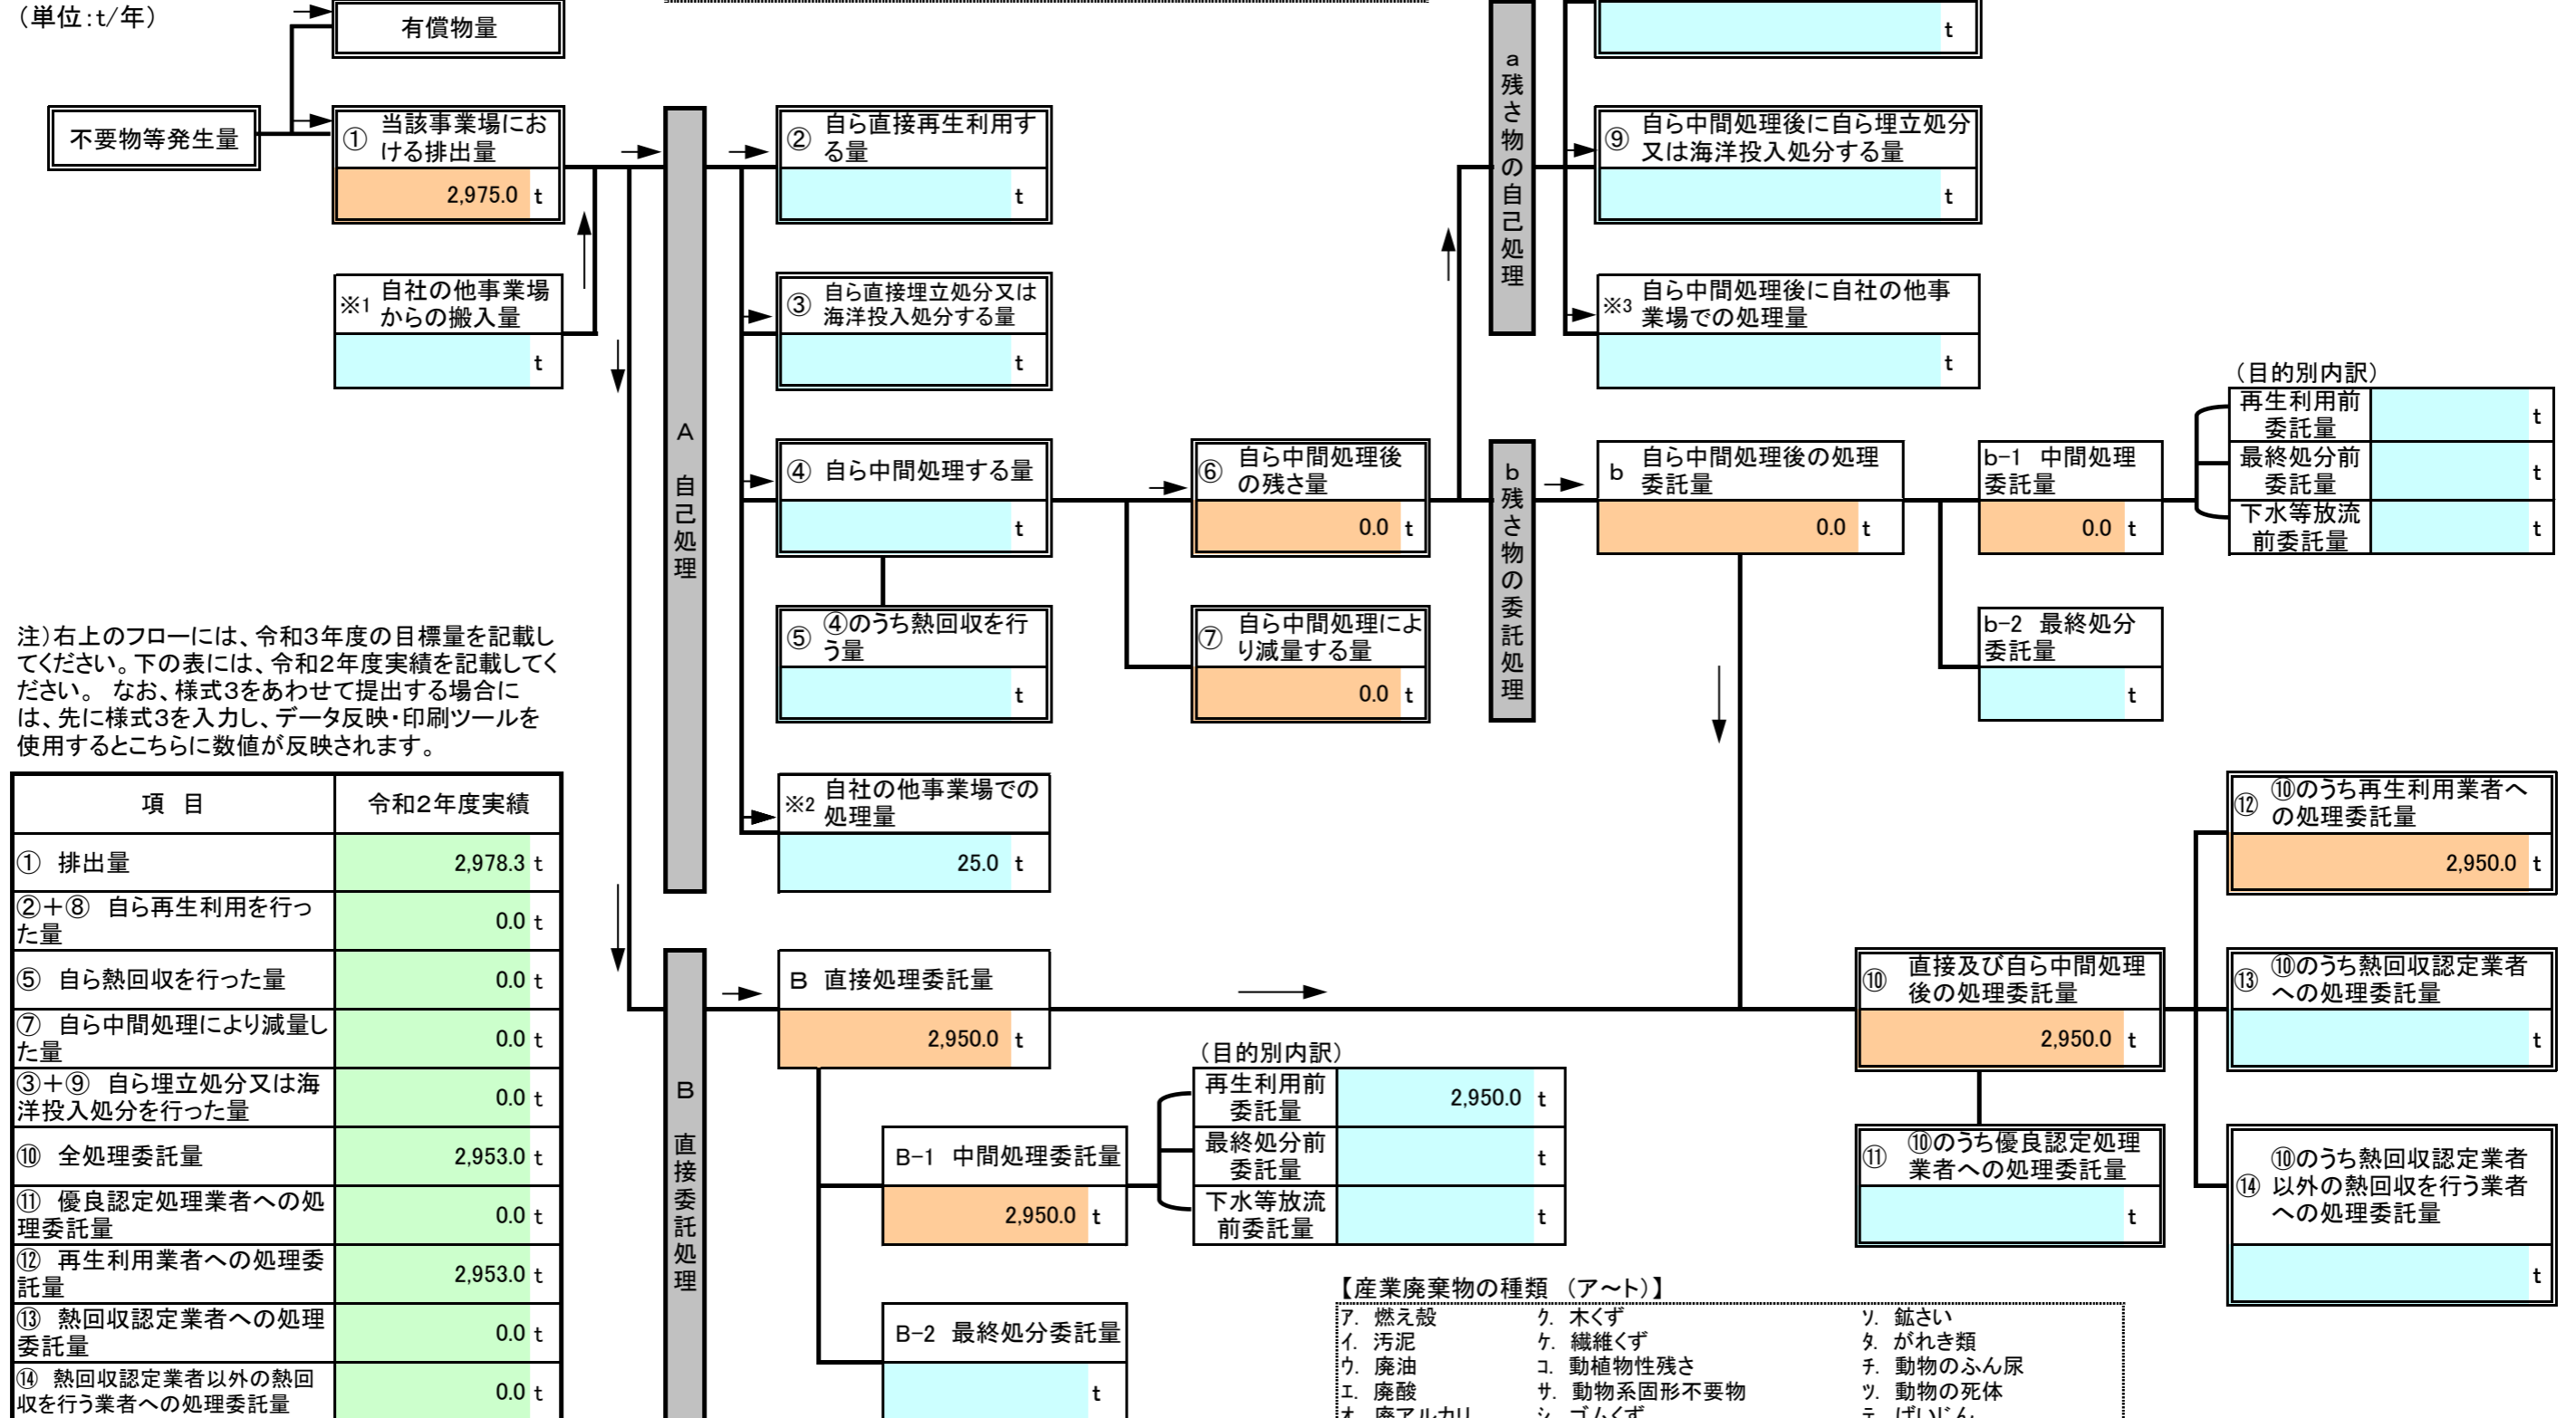 （単位：t/年）
有償物量
t
不要物等発生量
① 当該事業場にお
ける排出量
2,975.0 t
※1 自社の他事業場
からの搬入量
t
A 自己処理
② 自ら直接再生利用す
る量
t
③ 自ら直接埋立処分又は
海洋投入処分する量
t
④ 自ら中間処理する量
t
⑤ ④のうち熱回収を行
う量
t
※2 自社の他事業場での
処理量
25.0 t
⑥ 自ら中間処理後
の残さ量
0.0 t
⑦ 自ら中間処理によ
り減量する量
0.0 t
a 残さ物の自己処理
⑨ 自ら中間処理後に自ら埋立処分
又は海洋投入処分する量
t
※3 自ら中間処理後に自社の他事
業場での処理量
t
b 残さ物の委託処理
b 自ら中間処理後の処理
委託量
0.0 t
b-1 中間処理
委託量
0.0 t
（目的別内訳）
再生利用前
委託量
t
最終処分前
委託量
t
下水等放流
前委託量
t
b-2 最終処分
委託量
t
注）右上のフローには、令和３年度の目標量を記載し
てください。下の表には、令和２年度実績を記載してく
ださい。 なお、様式３をあわせて提出する場合に
は、先に様式３を入力し、データ反映・印刷ツールを
使用するとこちらに数値が反映されます。
項 目 令和２年度実績
① 排出量 2,978.3 t
②＋⑧ 自ら再生利用を行っ
た量 0.0 t
⑤ 自ら熱回収を行った量 0.0 t
⑦ 自ら中間処理により減量し
た量 0.0 t
③＋⑨ 自ら埋立処分又は海
洋投入処分を行った量 0.0 t
⑩ 全処理委託量 2,953.0 t
⑪ 優良認定処理業者への処
理委託量 0.0 t
⑫ 再生利用業者への処理委
託量 2,953.0 t
⑬ 熱回収認定業者への処理
委託量 0.0 t
⑭ 熱回収認定業者以外の熱回
収を行う業者への処理委託量 0.0 t
B 直接委託処理
B 直接処理委託量
2,950.0 t
B-1 中間処理委託量
2,950.0 t
（目的別内訳）
再生利用前
委託量
2,950.0 t
最終処分前
委託量
t
下水等放流
前委託量
t
B-2 最終処分委託量
t
⑩ 直接及び自ら中間処理
後の処理委託量
2,950.0 t
⑪ ⑩のうち優良認定処理
業者への処理委託量
t
⑫ ⑩のうち再生利用業者へ
の処理委託量
2,950.0 t
⑬ ⑩のうち熱回収認定業者
への処理委託量
t
⑭ ⑩のうち熱回収認定業者
以外の熱回収を行う業者
への処理委託量
t
【産業廃棄物の種類 （ア～ト）】
ｱ. 燃え殻 ｸ. 木くず ｿ. 鉱さい
ｲ. 汚泥 ｹ. 繊維くず ﾀ. がれき類
ｳ. 廃油 ｺ. 動植物性残さ ﾁ. 動物のふん尿
ｴ. 廃酸 ｻ. 動物系固形不要物 ﾂ. 動物の死体
ｵ. 廃アルカリ ｼ. ゴムくず ﾃ. ばいじん